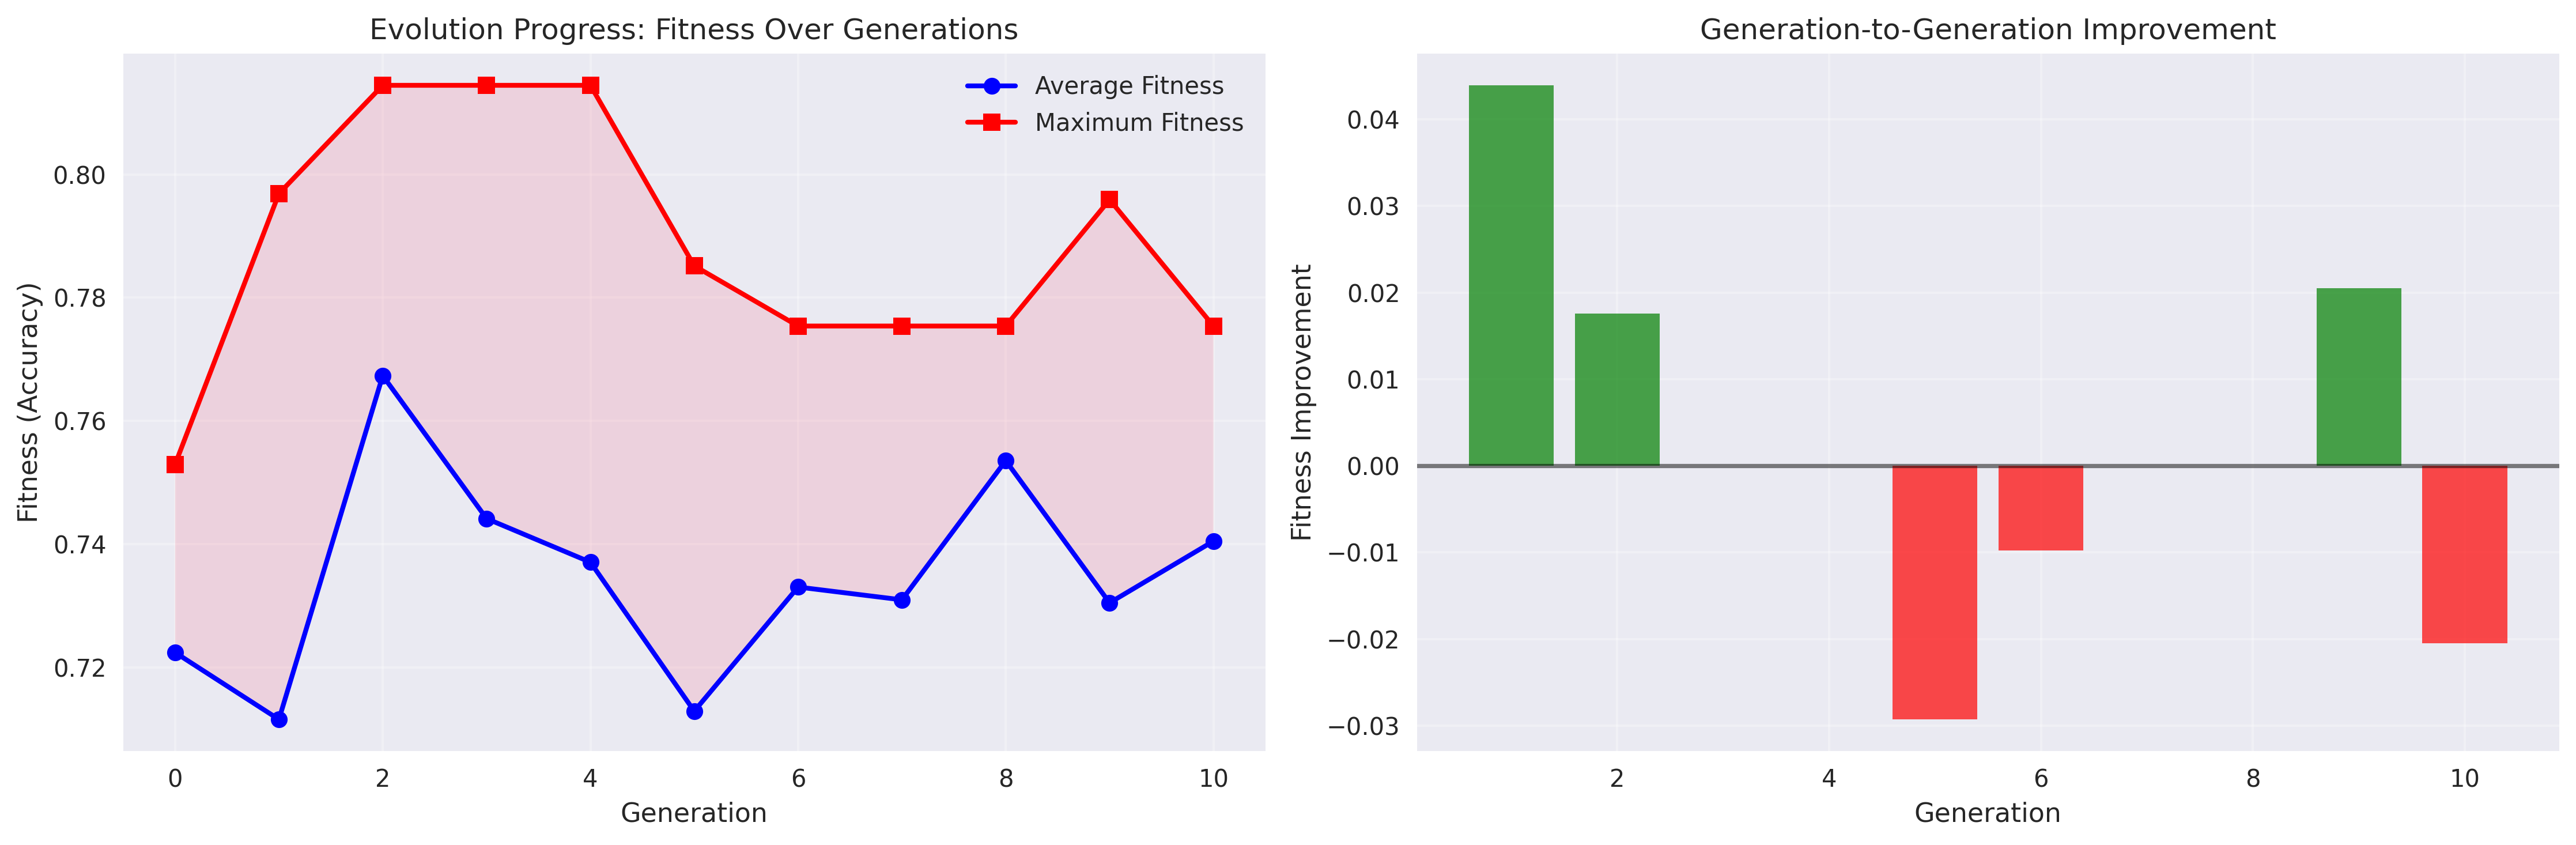 Evolution Progress: Fitness Over Generations
Average Fitness
Maximum Fitness
0.80
0.78
0.76
0.74
0.72
Fitness (Accuracy)
0 2 4 6 8 10
Generation
Generation-to-Generation Improvement
0.04
0.03
0.02
0.01
0.00
−0.01
−0.02
−0.03
Fitness Improvement
2 4 6 8 10
Generation